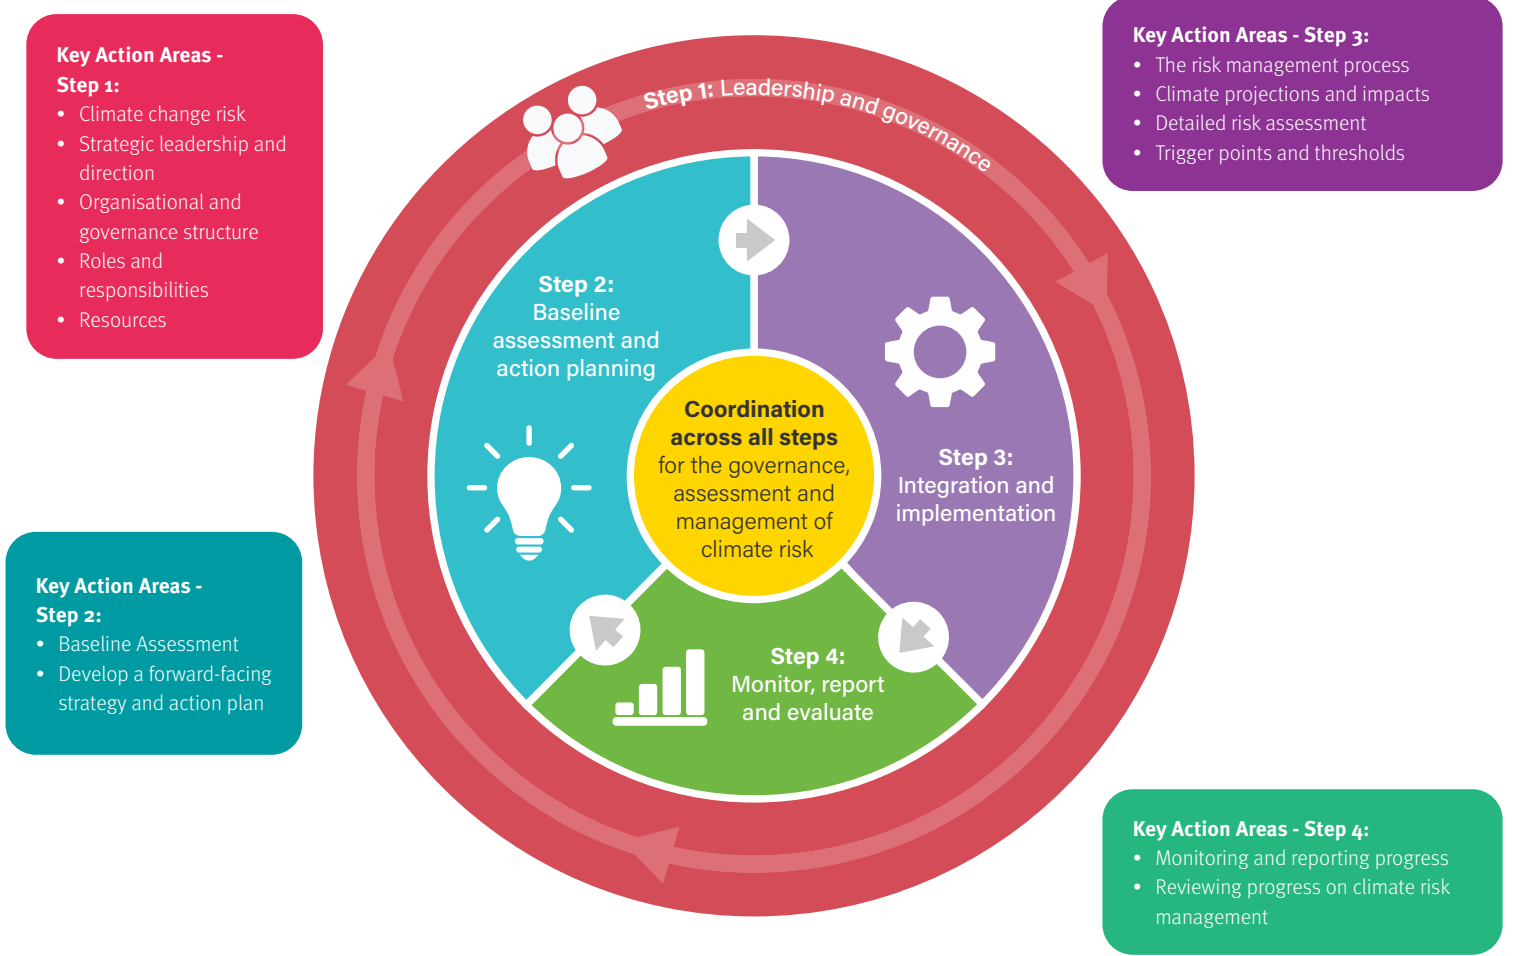 Key Action Areas -
Step 1:
• Climate change risk
• Strategic leadership and
direction
• Organisational and
governance structure
• Roles and
responsibilities
• Resources
Key Action Areas - Step 3:
• The risk management process
• Climate projections and impacts
• Detailed risk assessment
• Trigger points and thresholds
Step 1: Leadership and governance
Step 2:
Baseline
assessment and
action planning
Coordination
across all steps
for the governance,
assessment and
management of
climate risk
Step 3:
Integration and
implementation
Step 4:
Monitor, report
and evaluate
Key Action Areas -
Step 2:
• Baseline Assessment
• Develop a forward-facing
strategy and action plan
Key Action Areas - Step 4:
• Monitoring and reporting progress
• Reviewing progress on climate risk
management